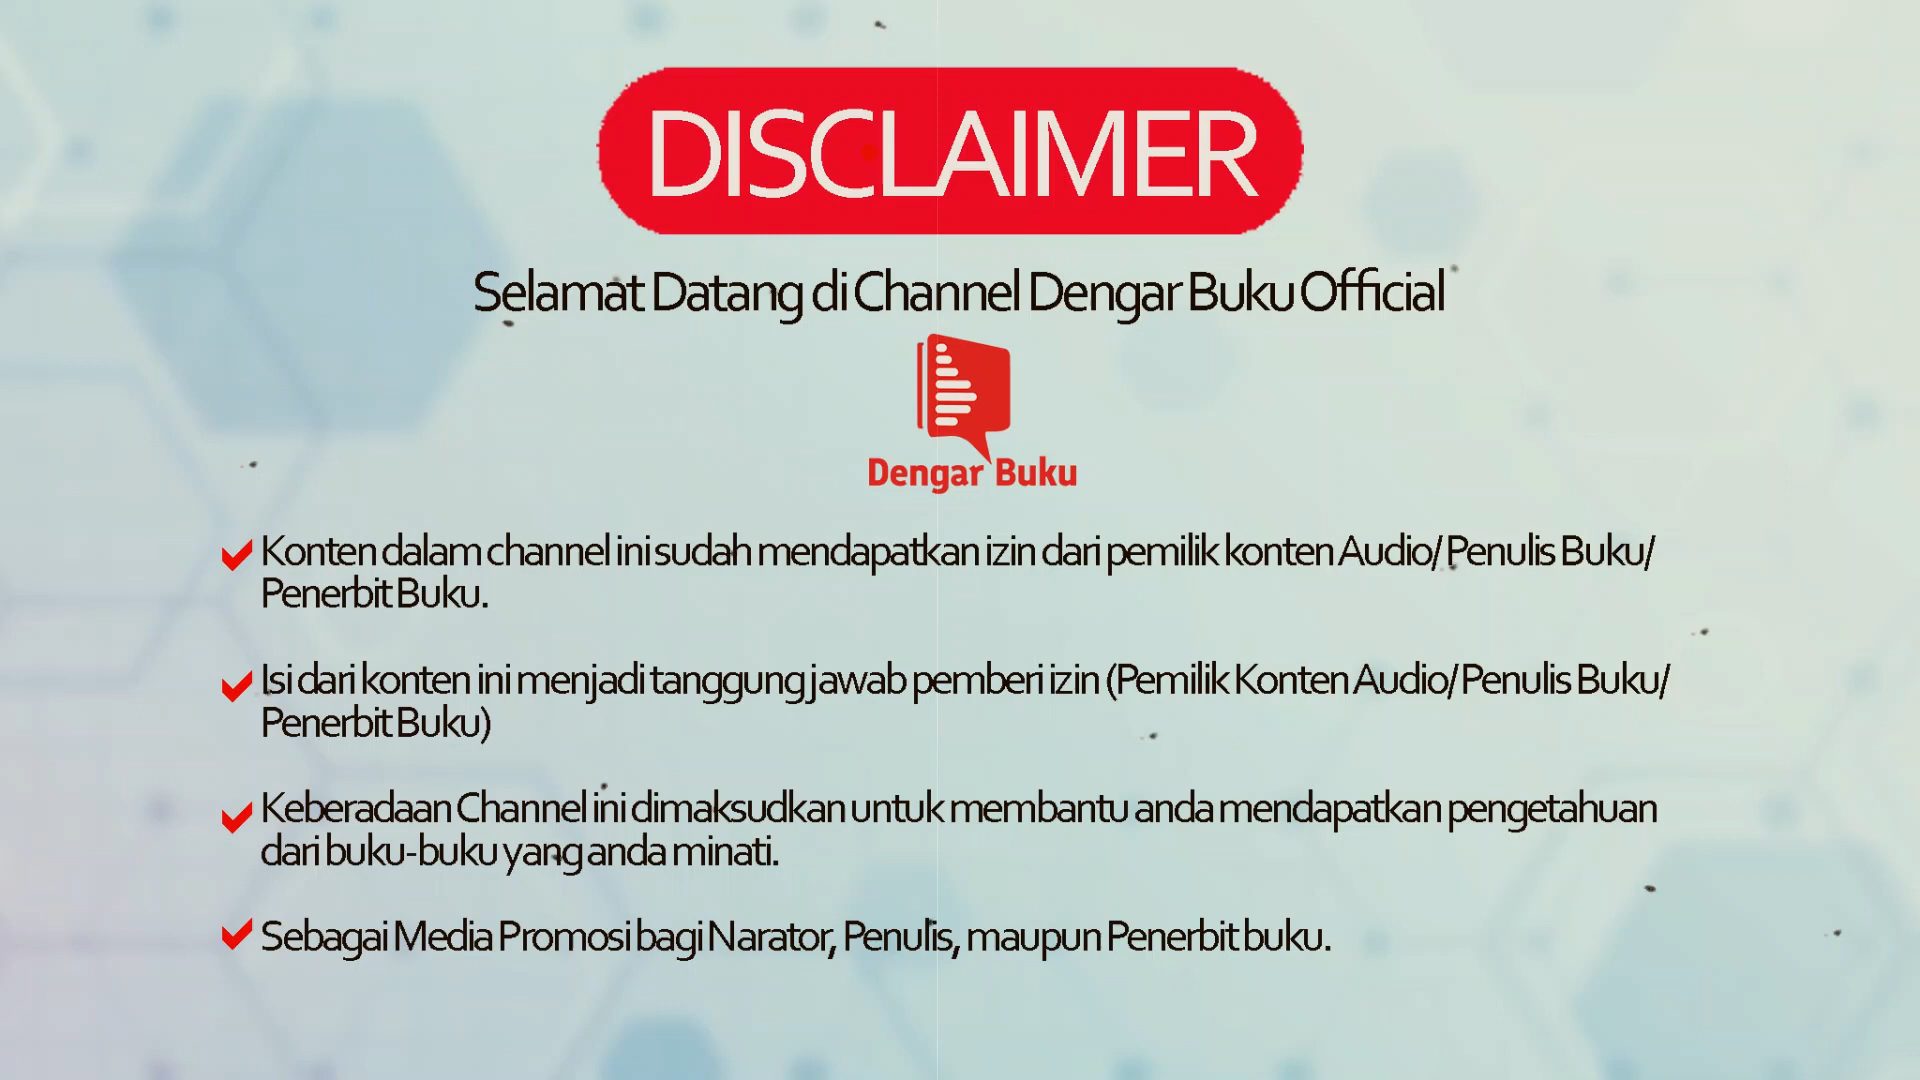 DISCLAIMER
Selamat Datang di Channel Dengar Buku Official
Dengar Buku
Konten dalam channel ini sudah mendapatkan izin dari pemilik konten Audio/ Penulis Buku/
Penerbit Buku.
Isi dari konten ini menjadi tanggung jawab pemberi izin (Pemilik Konten Audio/ Penulis Buku/
Penerbit Buku)
Keberadaan Channel ini dimaksudkan untuk membantu anda mendapatkan pengetahuan
dari buku-buku yang anda minati.
Sebagai Media Promosi bagi Narator, Penulis, maupun Penerbit buku.